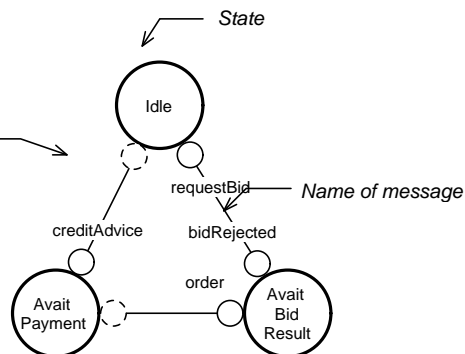 State
Idle
requestBid
Name of message
creditAdvice
bidRejected
order
Avait
Payment
Avait
Bid
Result